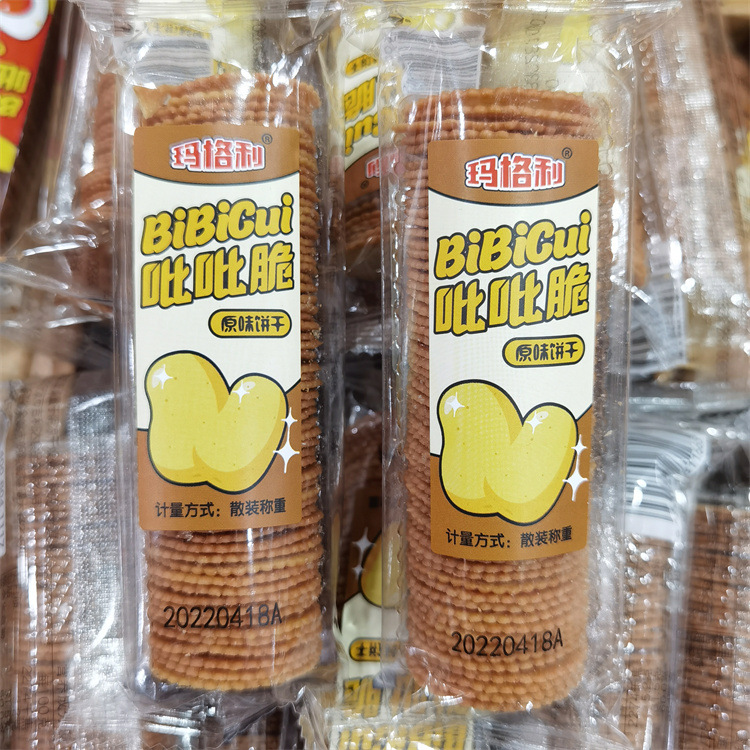 玛格利®
BiBiCui
吡吡脆
原味饼干
计量方式：散装称重
20220418A
玛格利®
BiBiCui
吡吡脆
原味饼干
计量方式：散装称重
20220418A